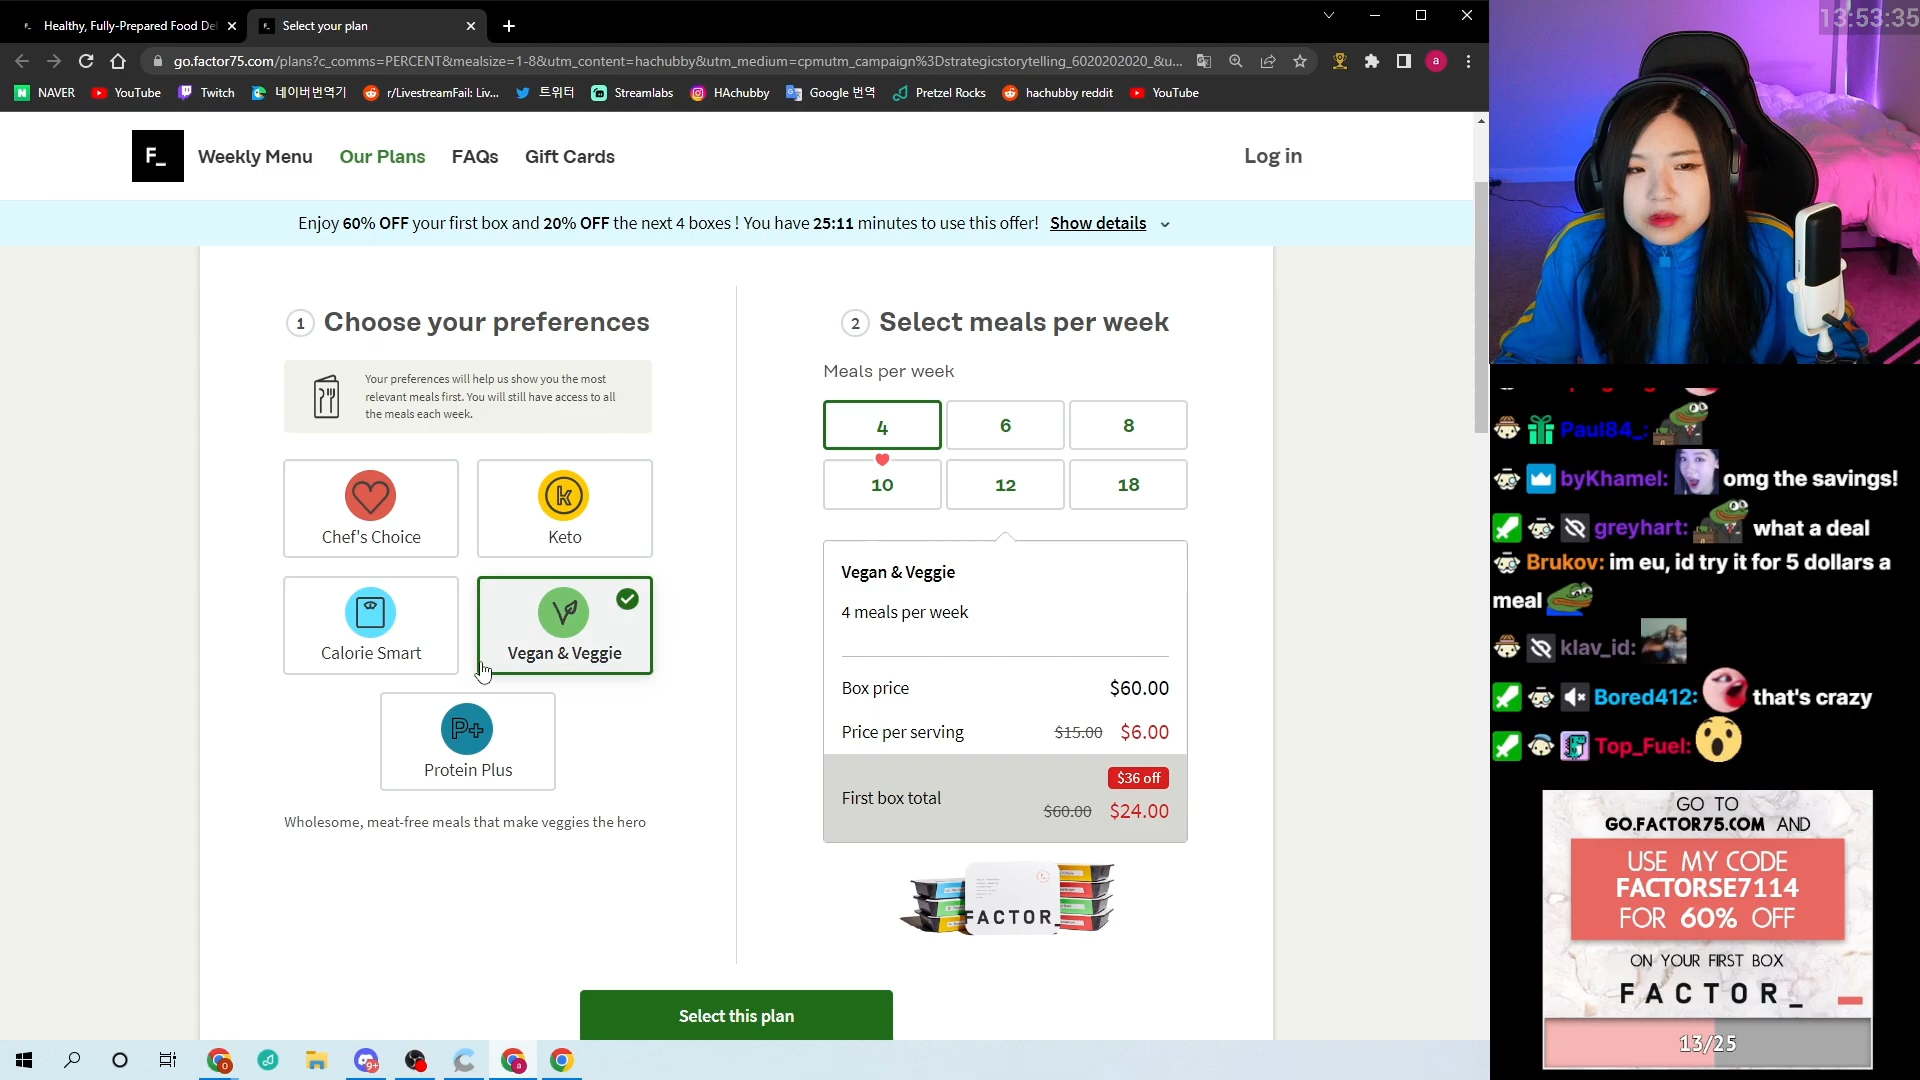 Healthy, Fully-Prepared Food Del
Select your plan
go.factor75.com/plans?c_comms=PERCENT&mealsize=1-8&utm_content=hachubby&utm_medium=cpmutm_campaign%3Dstrategicstorytelling_6020202020_&u...
NAVER
YouTube
Twitch
네이버번역기
r/LivestreamFail: Liv...
트위터
Streamlabs
HAchubby
Google 번역
Pretzel Rocks
hachubby reddit
YouTube
F_
Weekly Menu
Our Plans
FAQs
Gift Cards
Log in
Enjoy 60% OFF your first box and 20% OFF the next 4 boxes ! You have 25:11 minutes to use this offer! Show details
1 Choose your preferences
Your preferences will help us show you the most
relevant meals first. You will still have access to all
the meals each week.
Chef's Choice
Keto
Calorie Smart
Vegan & Veggie
P+
Protein Plus
Wholesome, meat-free meals that make veggies the hero
2 Select meals per week
Meals per week
4 6 8
10 12 18
Vegan & Veggie
4 meals per week
Box price $60.00
Price per serving $15.00 $6.00
$36 off
First box total $60.00 $24.00
FACTOR_
Select this plan
13:53:35
Paul84_:
byKhamel: omg the savings!
greyhart: what a deal
Brukov: im eu, id try it for 5 dollars a
meal
klav_id:
Bored412: that's crazy
Top_Fuel:
GO TO
GO.FACTOR75.COM AND
USE MY CODE
FACTORSE7114
FOR 60% OFF
ON YOUR FIRST BOX
FACTOR_
13/25